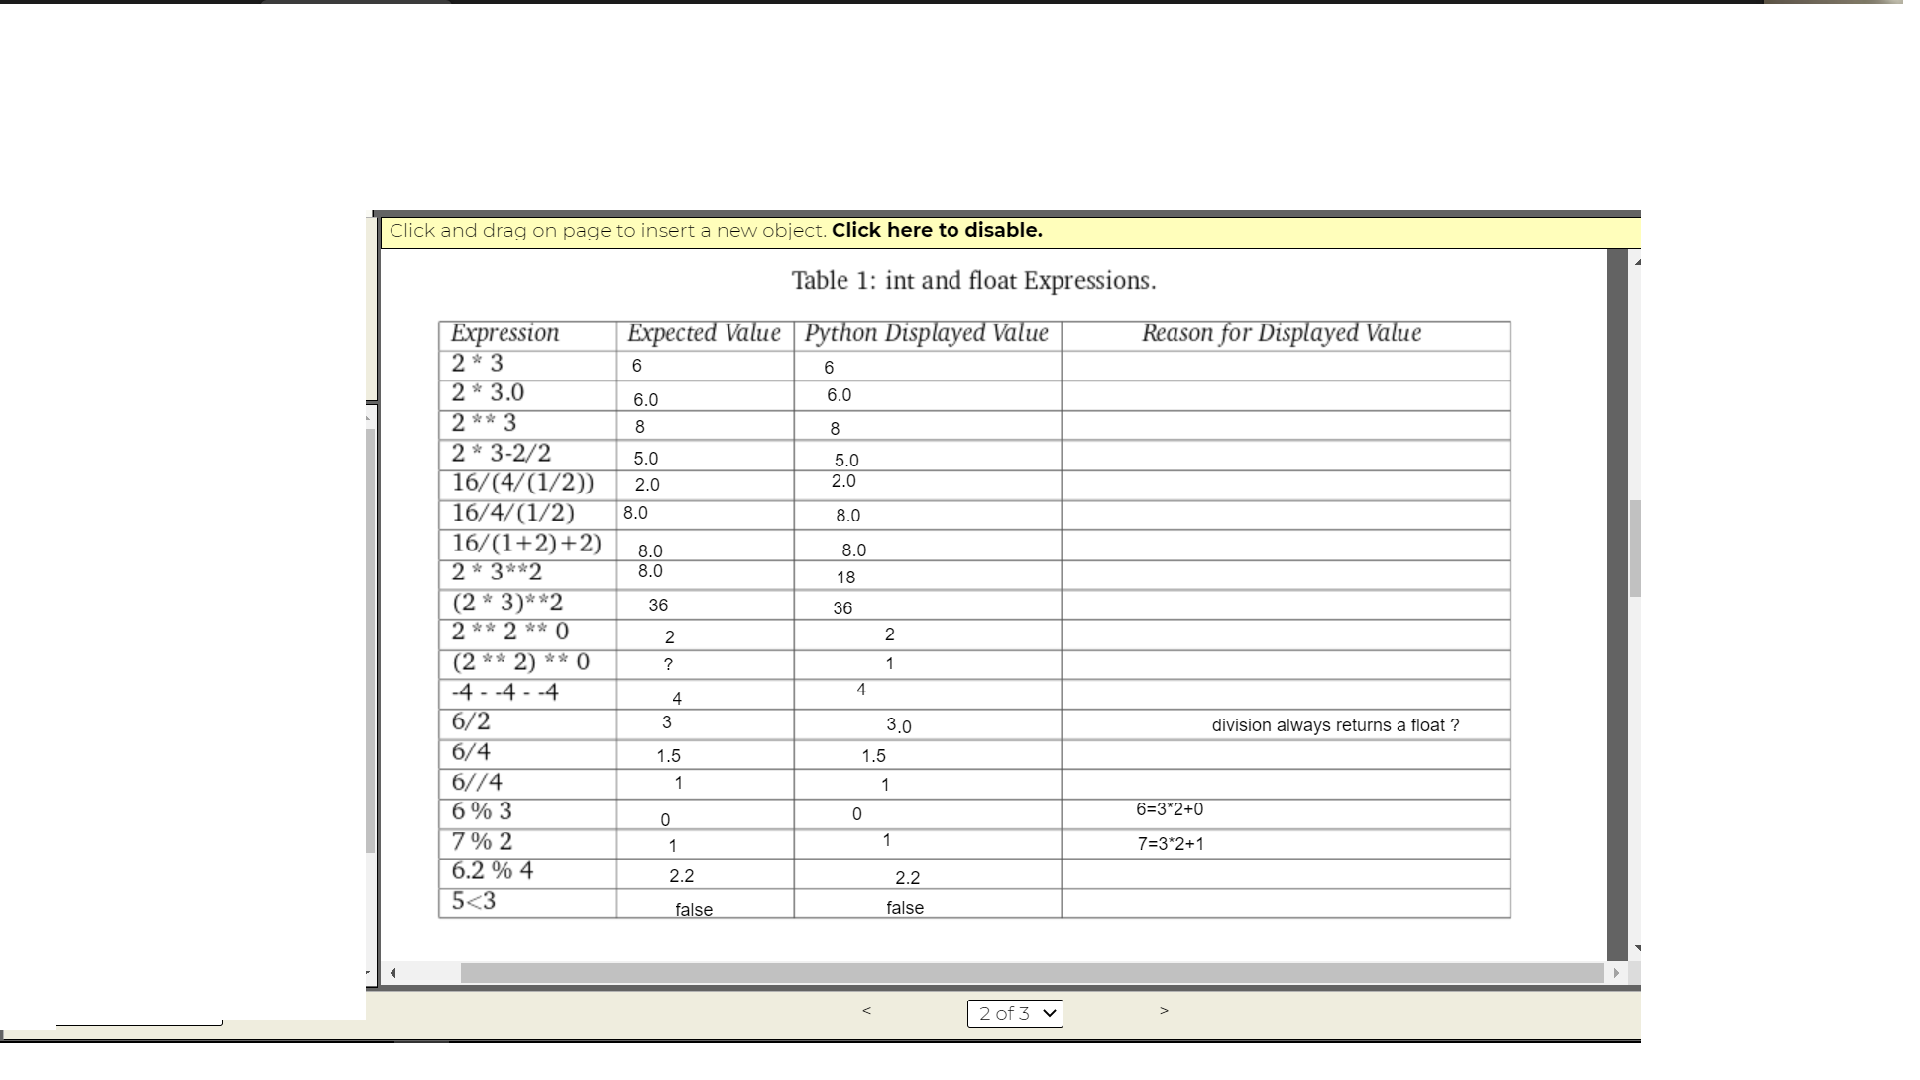 Click and drag on page to insert a new object. Click here to disable.
Table 1: int and float Expressions.
Expression Expected Value Python Displayed Value Reason for Displayed Value
2 * 3 6 6
2 * 3.0 6.0 6.0
2 ** 3 8 8
2 * 3-2/2 5.0 5.0
16/(4/(1/2)) 2.0 2.0
16/4/(1/2) 8.0 8.0
16/(1+2)+2) 8.0 8.0
2 * 3**2 8.0 18
(2 * 3)**2 36 36
2 ** 2 ** 0 2 2
(2 ** 2) ** 0 ? 1
-4 - -4 - -4 4 4
6/2 3 3.0 division always returns a float ?
6/4 1.5 1.5
6//4 1 1
6 % 3 0 0 6=3*2+0
7 % 2 1 1 7=3*2+1
6.2 % 4 2.2 2.2
5<3 false false
< 2 of 3 >